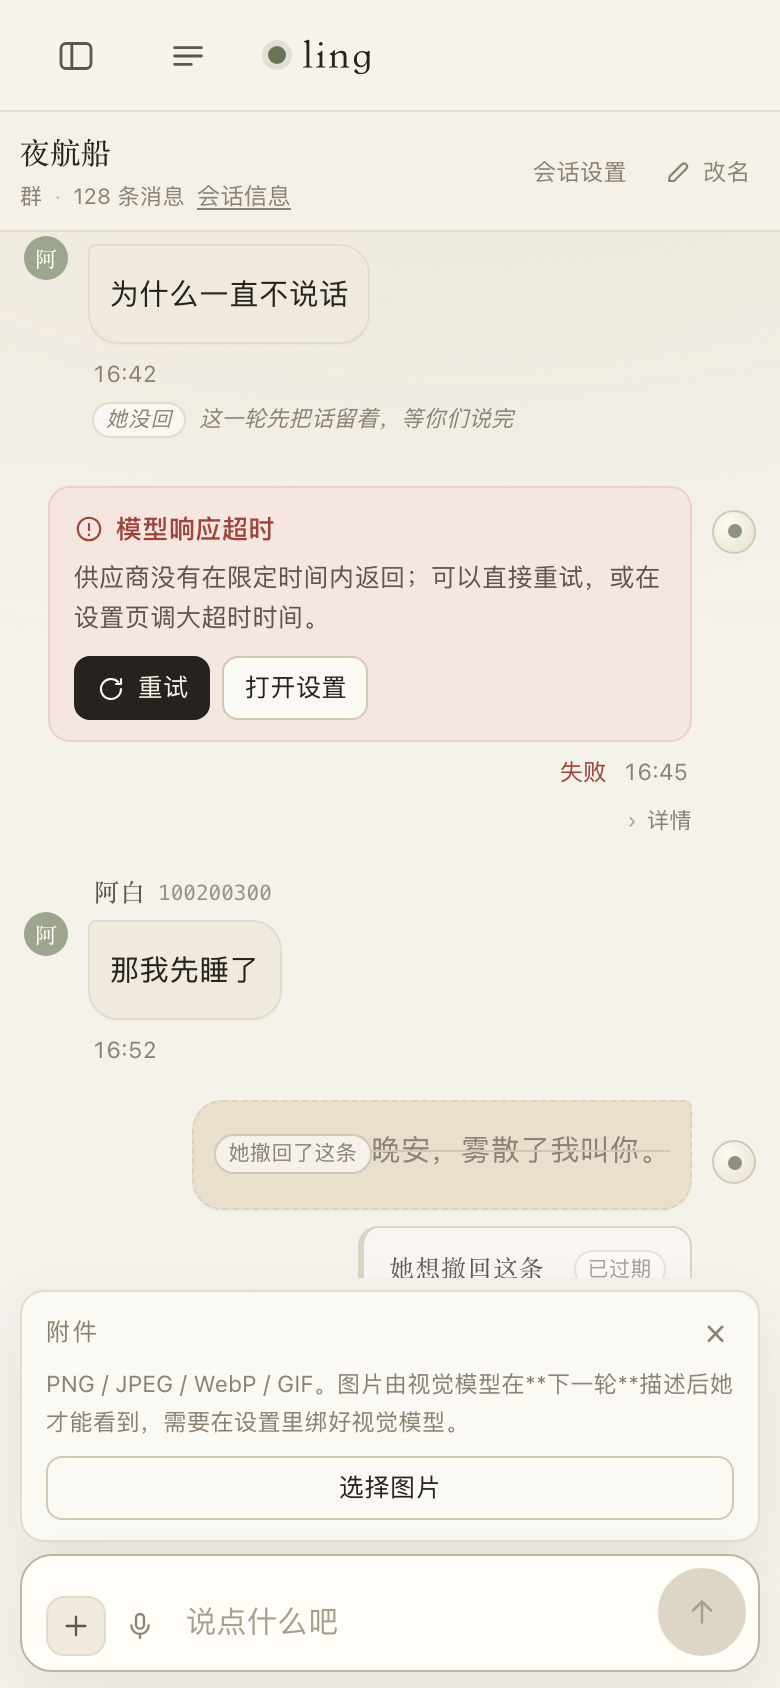 ling
夜航船
群 · 128 条消息 会话信息
会话设置 改名
阿
为什么一直不说话
16:42
她没回 这一轮先把话留着，等你们说完
模型响应超时
供应商没有在限定时间内返回；可以直接重试，或在
设置页调大超时时间。
重试 打开设置
失败 16:45
› 详情
阿白 100200300
阿
那我先睡了
16:52
她撤回了这条 晚安，雾散了我叫你。
她想撤回这条 已过期
附件
PNG / JPEG / WebP / GIF。图片由视觉模型在**下一轮**描述后她
才能看到，需要在设置里绑好视觉模型。
选择图片
说点什么吧